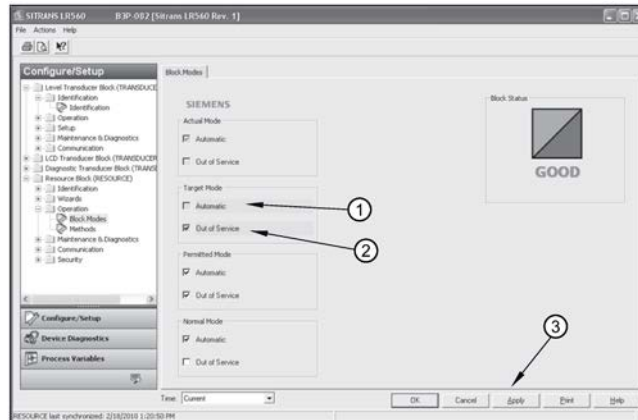 SITRANS LR560 B3P-002 [Sitrans LR560 Rev. 1]
File Actions Help
Configure/Setup
Level Transducer Block (TRANSDUCE
Identification
Identification
Operation
Setup
Maintenance & Diagnostics
Communication
LCD Transducer Block (TRANSDUCER
Diagnostic Transducer Block (TRANSD
Resource Block (RESOURCE)
Identification
Wizards
Operation
Block Modes
Methods
Maintenance & Diagnostics
Communication
Security
Configure/Setup
Device Diagnostics
Process Variables
Block Modes
SIEMENS
Actual Mode
Automatic
Out of Service
Target Mode
Automatic
Out of Service
Permitted Mode
Automatic
Out of Service
Normal Mode
Automatic
Out of Service
Block Status
GOOD
1
2
3
Time: Current
OK Cancel Apply Print Help
RESOURCE last synchronized: 2/18/2010 1:20:50 PM